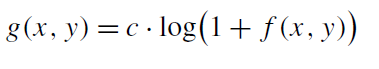 g(x, y) = c · log(1 + f(x, y))